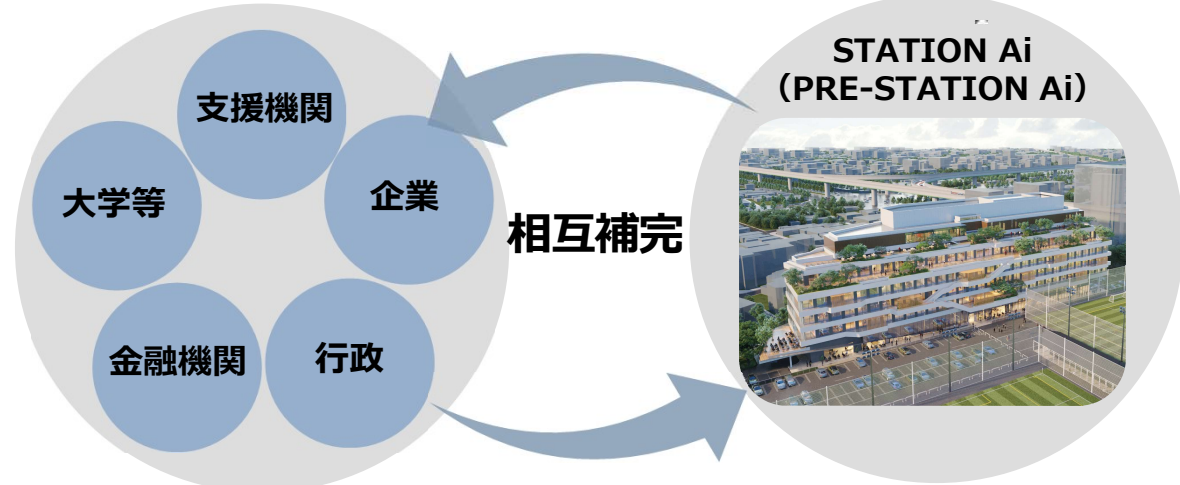 支援機関
大学等
企業
金融機関
行政
相互補完
STATION Ai
（PRE-STATION Ai）